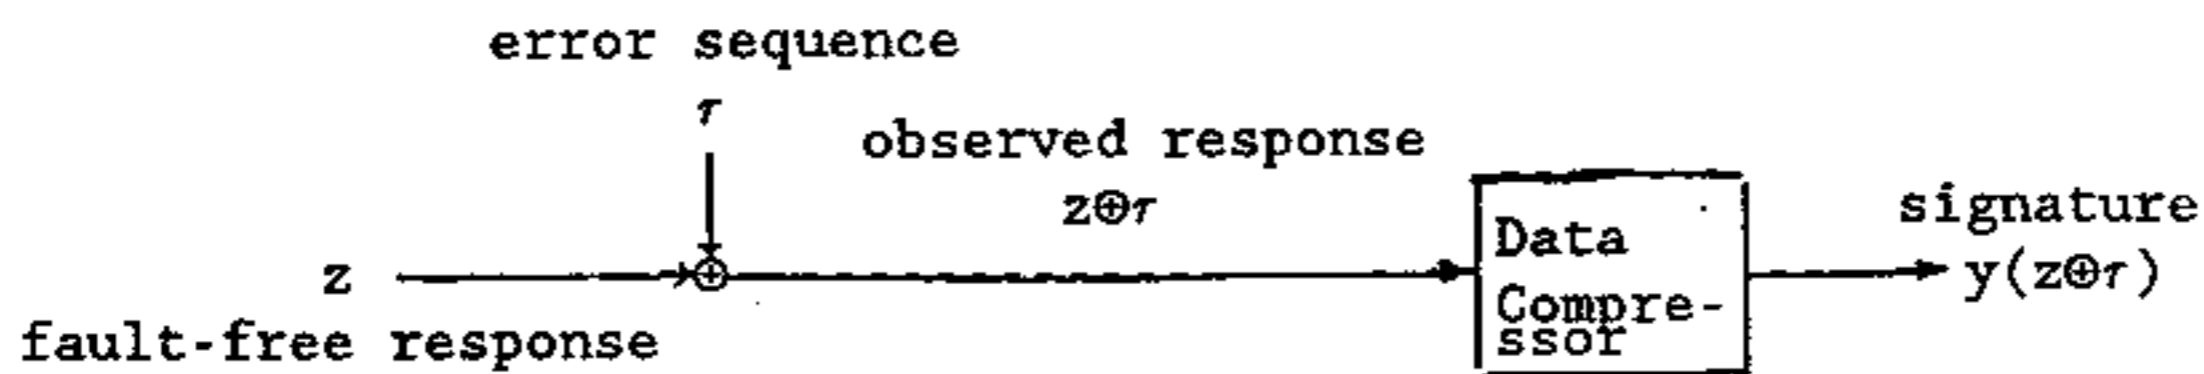 error sequence
τ
observed response
z⊕τ
Data
Compre-
ssor
signature
y(z⊕τ)
z
fault-free response